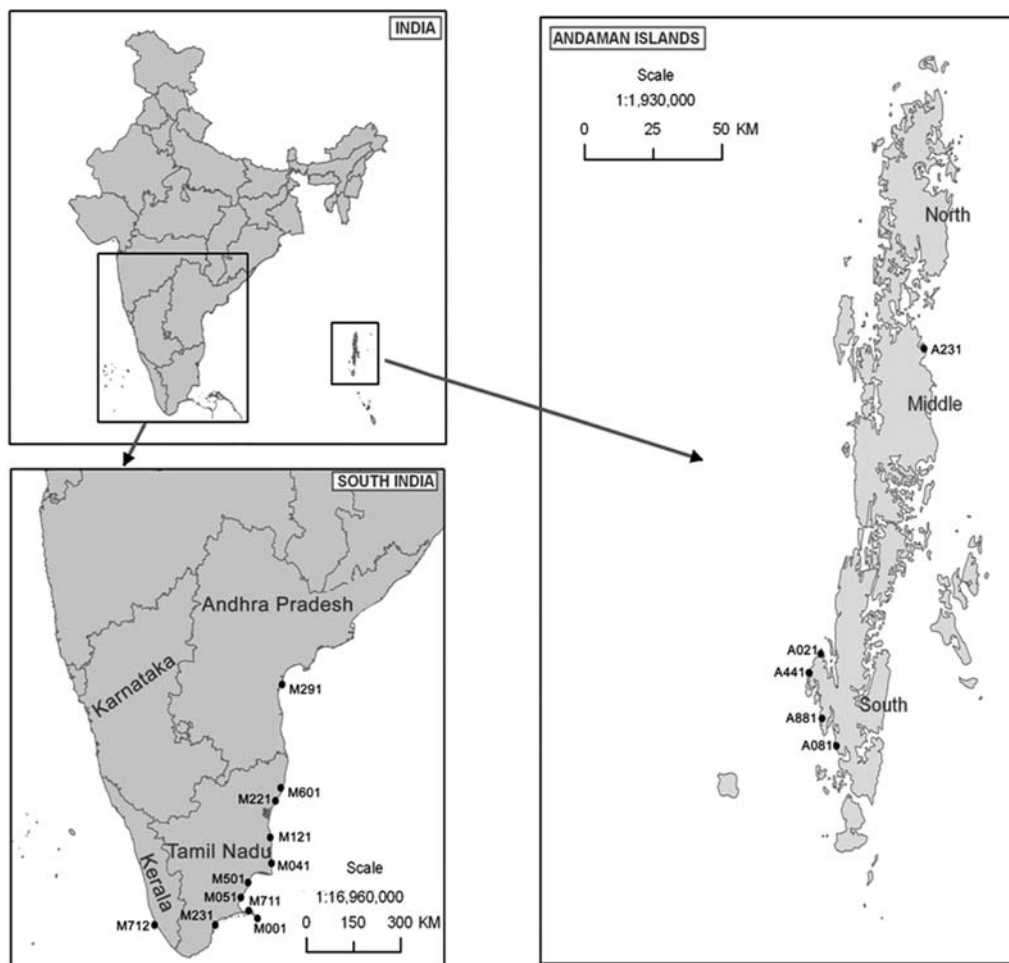 INDIA
ANDAMAN ISLANDS
Scale
1:1,930,000
0 25 50 KM
North
A231
Middle
A021
A441
South
A881
A081
SOUTH INDIA
Andhra Pradesh
Karnataka
M291
M601
M221
M121
Tamil Nadu
M041
Kerala
M501
M051
M711
M231
M712
M001
Scale
1:16,960,000
0 150 300 KM